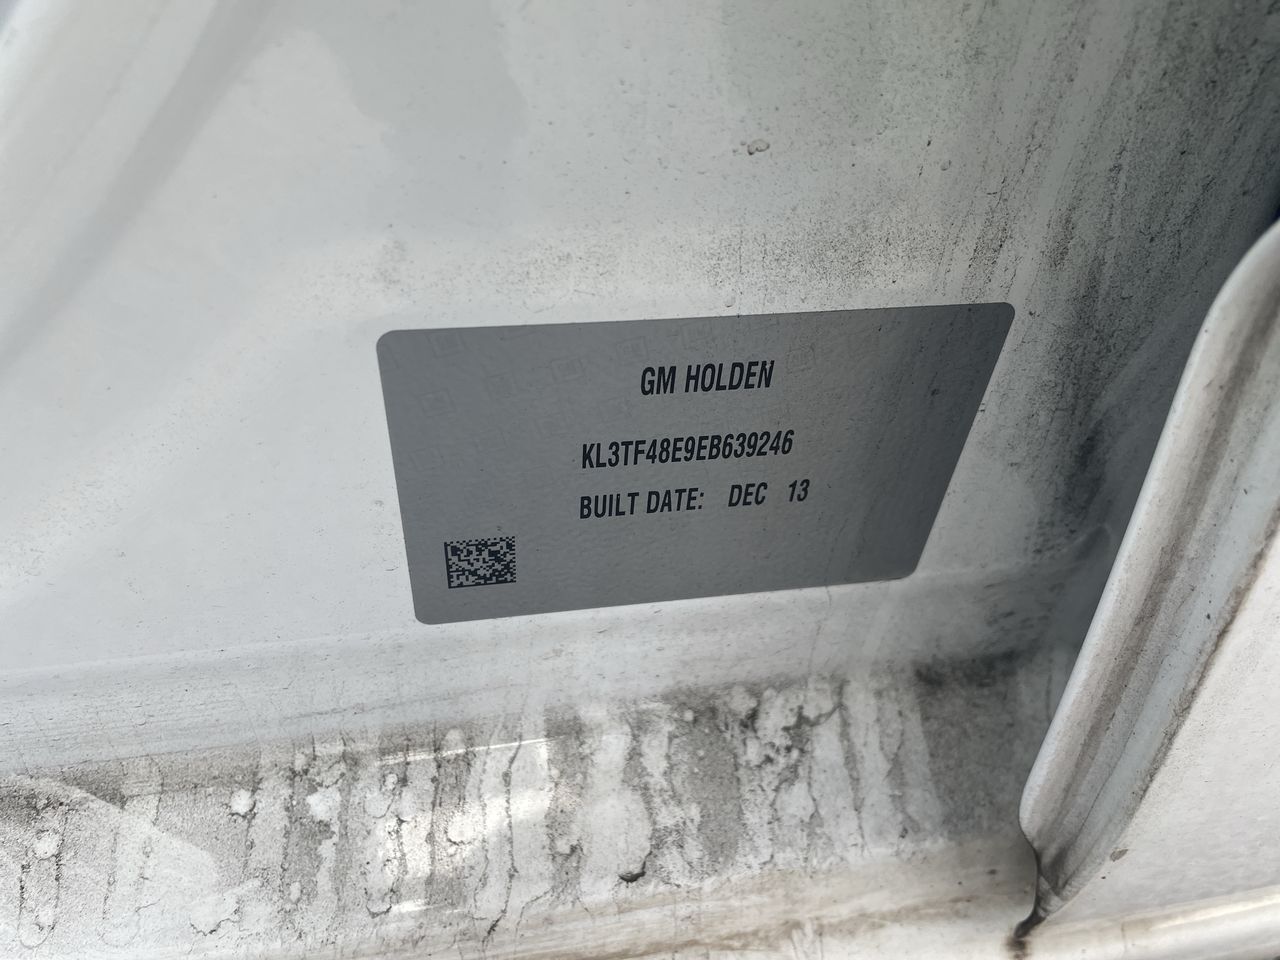 GM HOLDEN
KL3TF48E9EB639246
BUILT DATE: DEC 13